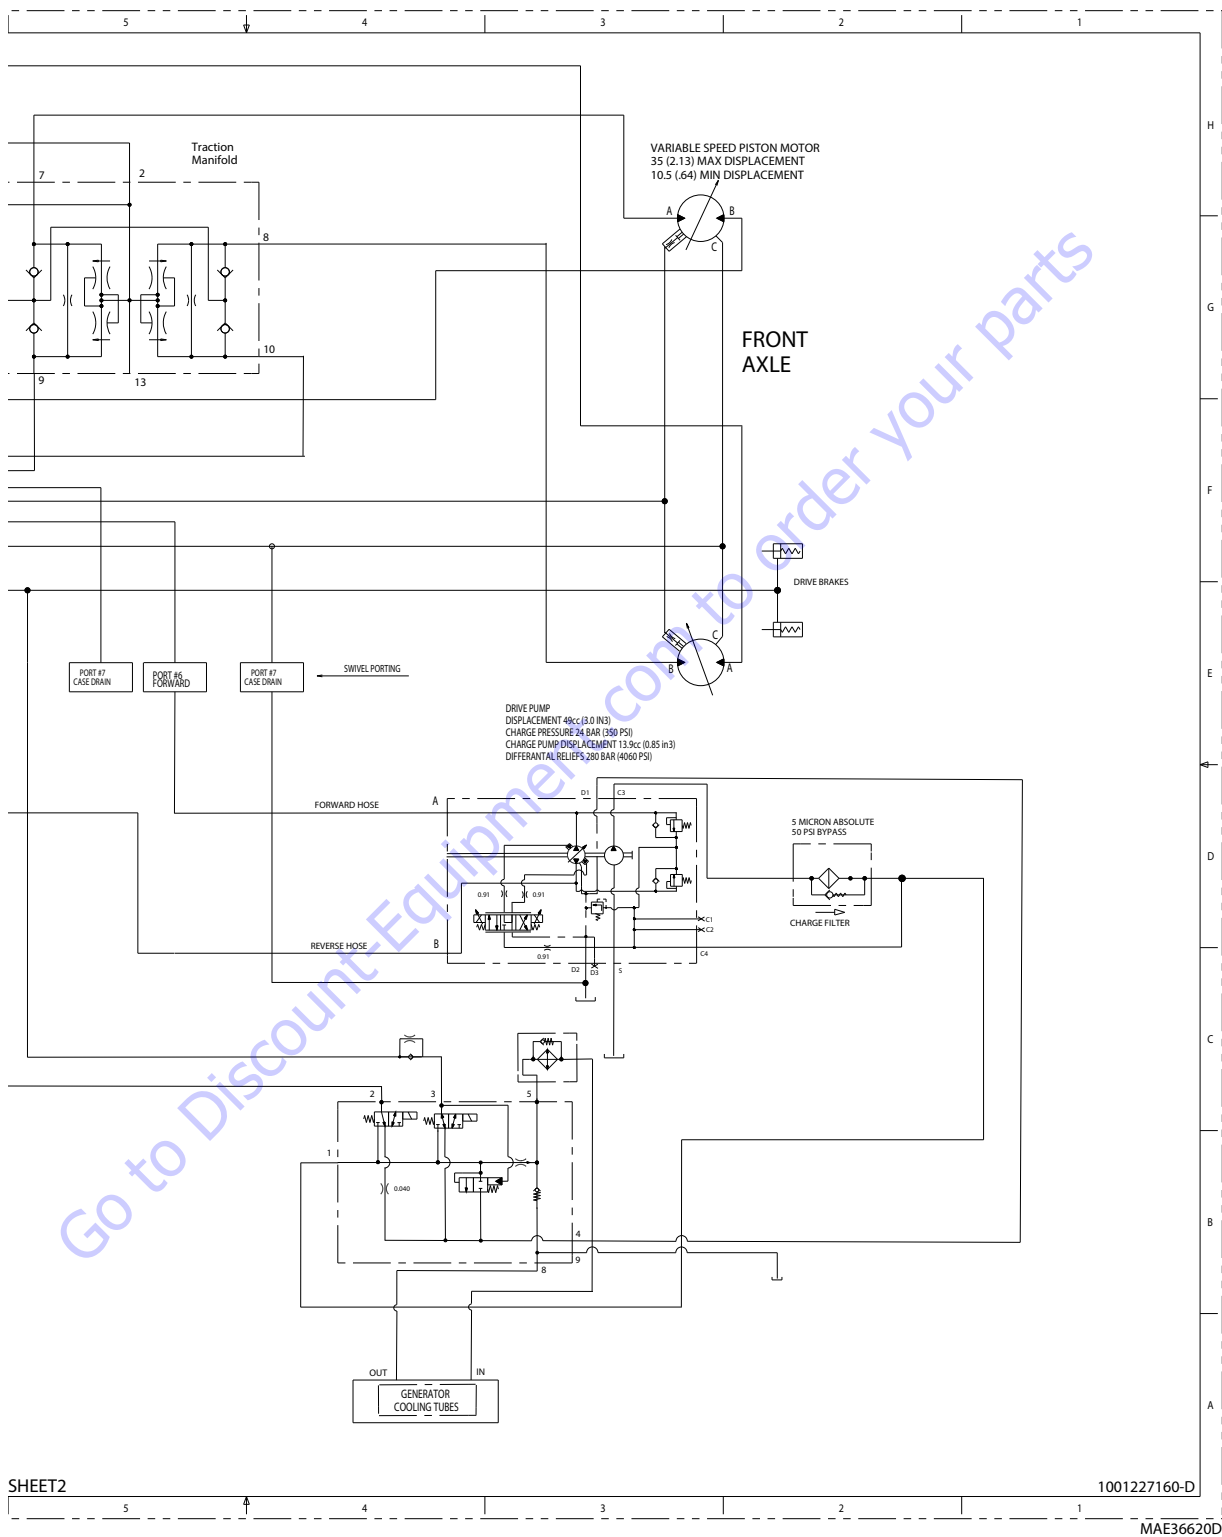 5 4 3 2 1
H
Traction
Manifold
VARIABLE SPEED PISTON MOTOR
35 (2.13) MAX DISPLACEMENT
10.5 (.64) MIN DISPLACEMENT
7
2
A
B
C
8
G
FRONT
AXLE
10
9
13
F
DRIVE BRAKES
C
B
A
PORT #7
CASE DRAIN
PORT #6
FORWARD
PORT #7
CASE DRAIN
SWIVEL PORTING
E
DRIVE PUMP
DISPLACEMENT 49cc (3.0 IN3)
CHARGE PRESSURE 24 BAR (350 PSI)
CHARGE PUMP DISPLACEMENT 13.9cc (0.85 in3)
DIFFERANTAL RELIEFS 280 BAR (4060 PSI)
D1
C3
FORWARD HOSE
A
5 MICRON ABSOLUTE
50 PSI BYPASS
D
0.91
0.91
C1
C2
CHARGE FILTER
REVERSE HOSE
B
0.91
C4
D2
D3
S
C
2
3
5
1
0.040
B
4
9
8
OUT
IN
GENERATOR
COOLING TUBES
A
Go to Discount-Equipment.com to order your parts
SHEET2
1001227160-D
5 4 3 2 1
MAE36620D